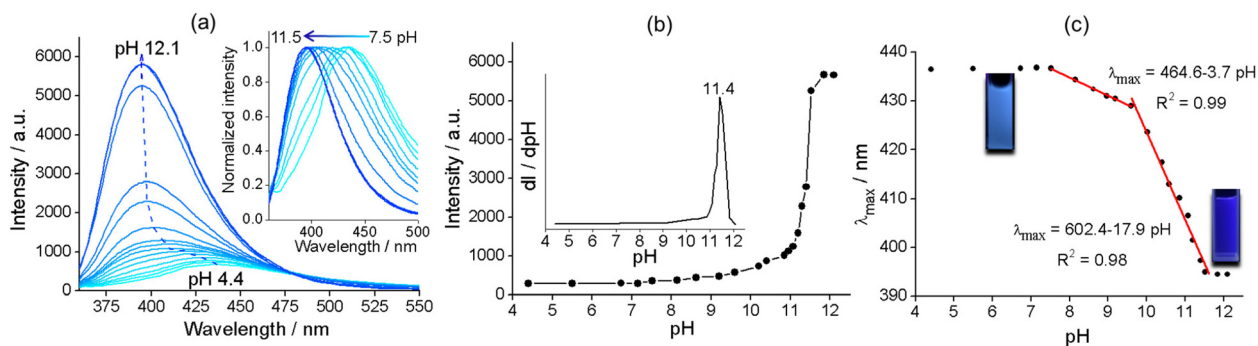 (a)
pH 12.1
6000
5000
4000
3000
2000
1000
0
Intensity / a.u.
375 400 425 450 475 500 525 550
Wavelength / nm
pH 4.4
11.5
7.5 pH
1.0
0.8
0.6
0.4
0.2
0.0
Normalized intensity
400 450 500
Wavelength / nm
(b)
6000
5000
4000
3000
2000
1000
0
Intensity / a.u.
4 5 6 7 8 9 10 11 12 13
pH
11.4
dI / dpH
4 5 6 7 8 9 10 11 12
pH
(c)
440
430
420
410
400
390
λmax / nm
4 5 6 7 8 9 10 11 12
pH
λmax = 464.6-3.7 pH
R² = 0.99
λmax = 602.4-17.9 pH
R² = 0.98